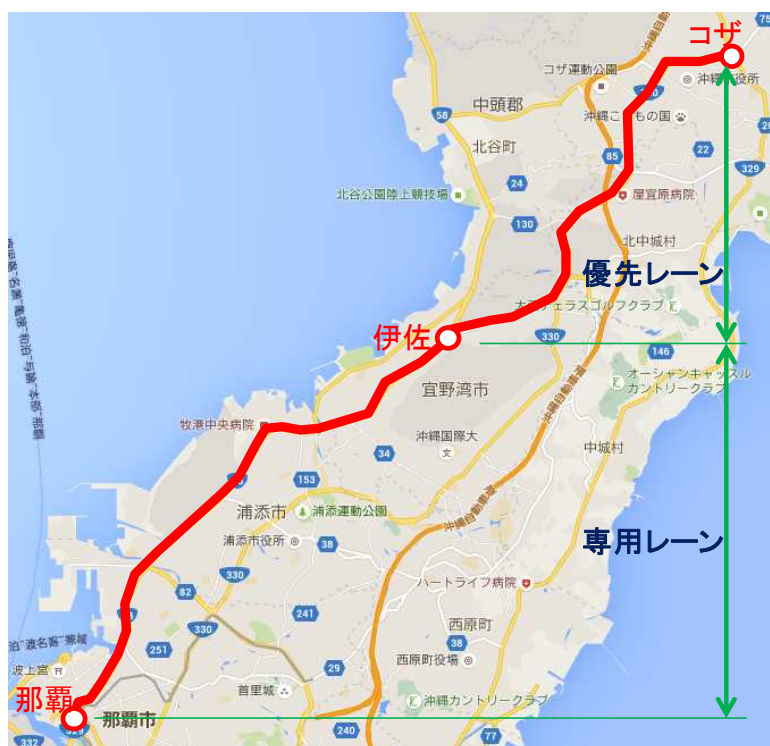 コザ
75
コザ運動公園
沖縄
役所
中頭郡
58
沖縄こどもの国
北谷町
22
85
329
24
北谷公園陸上競技場
屋宜原病院
130
北中城村
優先レーン
伊佐
330
146
オーシャンキャッスル
カントリークラブ
宜野湾市
牧港中央病院
沖縄国際大
中城村
34
153
浦添市
浦添運動公園
専用レーン
浦添市役所
38
330
82
ハートライフ病院
241
330
西原町
38
251
29
西原町役場
波上宮
首里城
沖縄カントリークラブ
那覇
那覇市
332
240
77